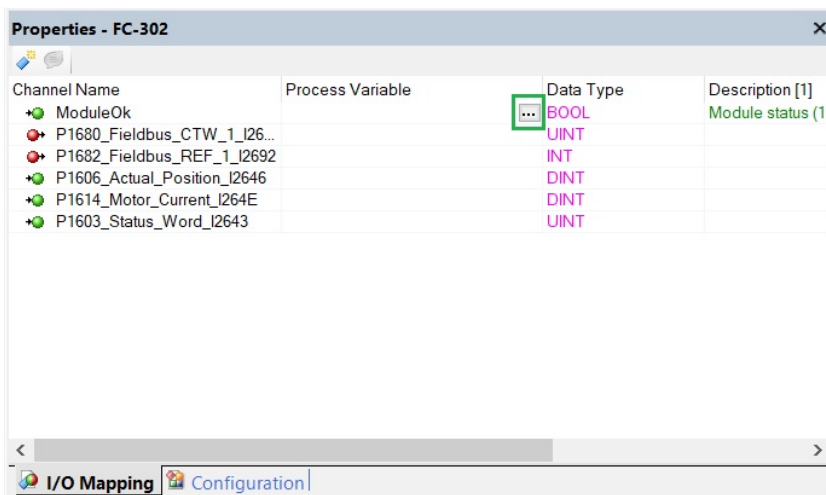 Properties - FC-302
Channel Name Process Variable Data Type Description [1]
ModuleOk ... BOOL Module status (1
P1680_Fieldbus_CTW_1_I26... UINT
P1682_Fieldbus_REF_1_I2692 INT
P1606_Actual_Position_I2646 DINT
P1614_Motor_Current_I264E DINT
P1603_Status_Word_I2643 UINT
I/O Mapping Configuration